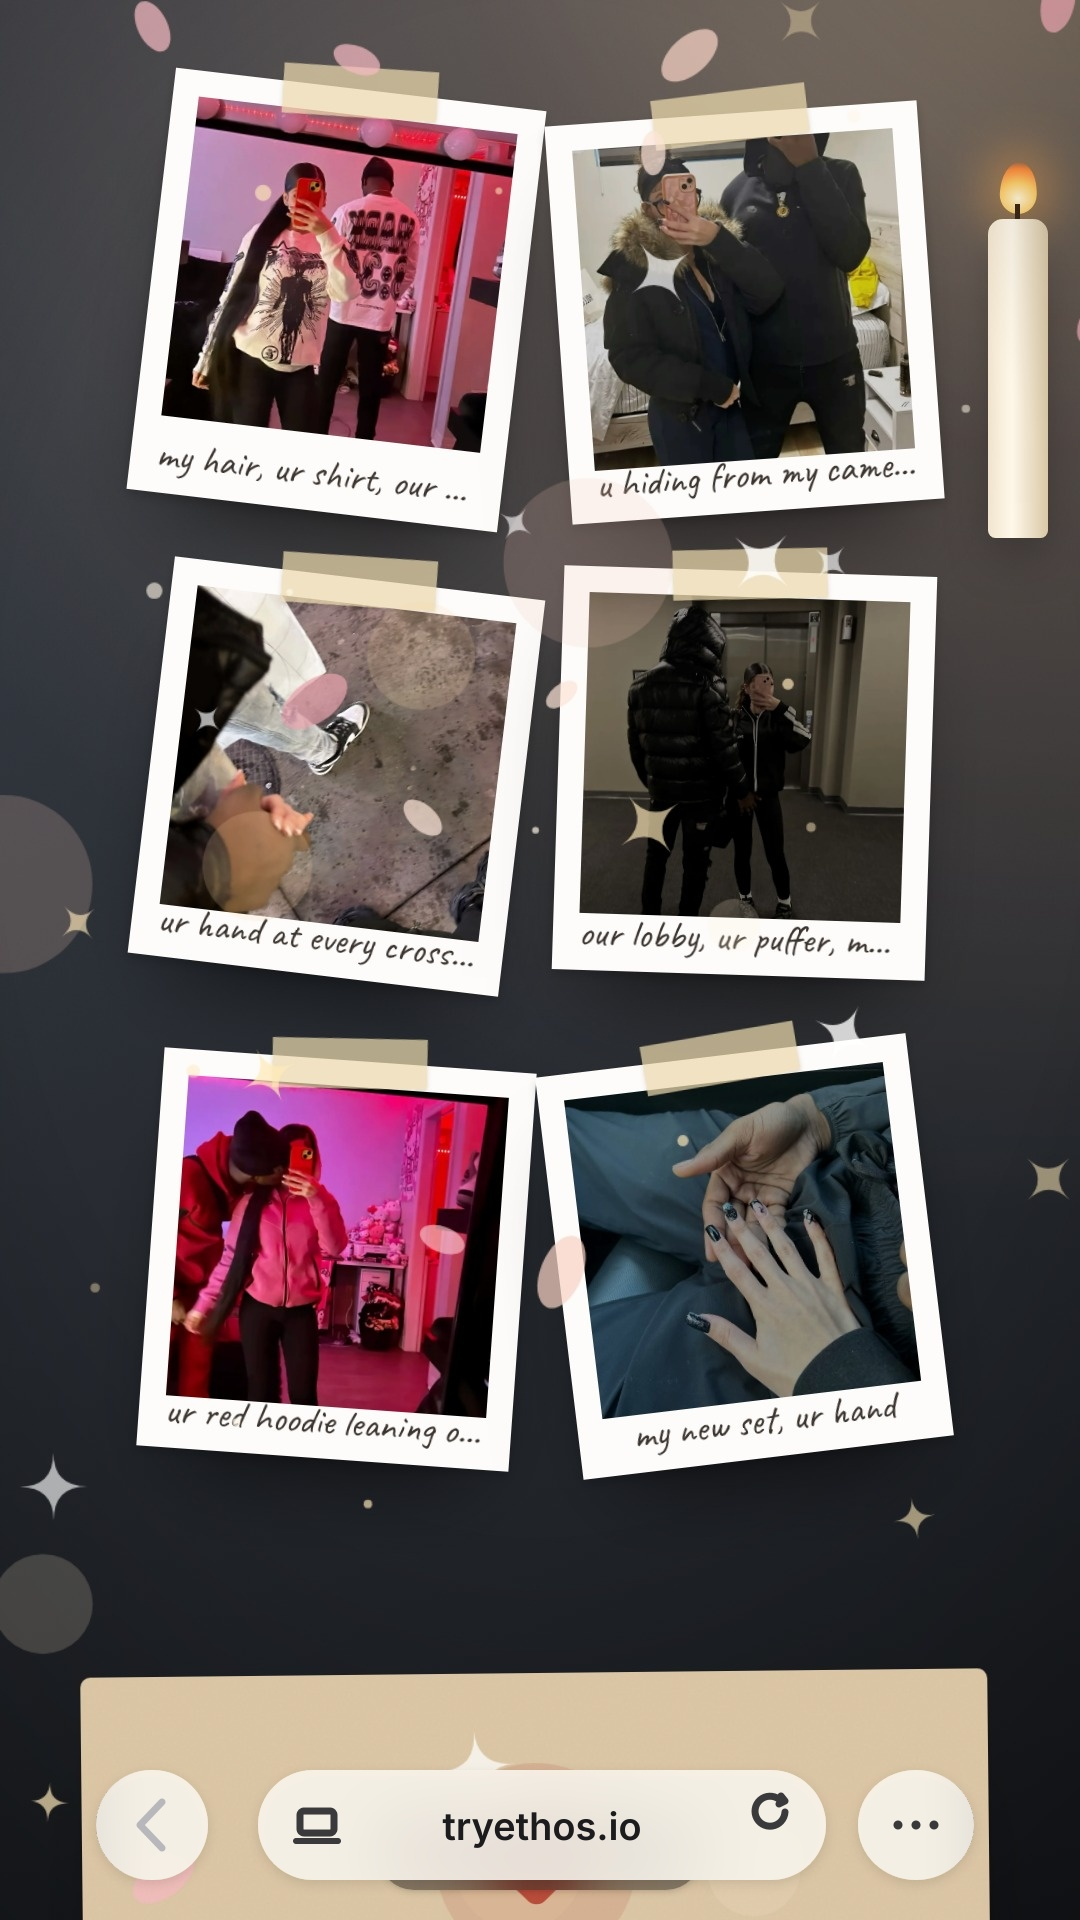 my hair, ur shirt, our ...
u hiding from my came...
ur hand at every cross...
our lobby, ur puffer, m...
ur red hoodie leaning o...
my new set, ur hand
tryethos.io